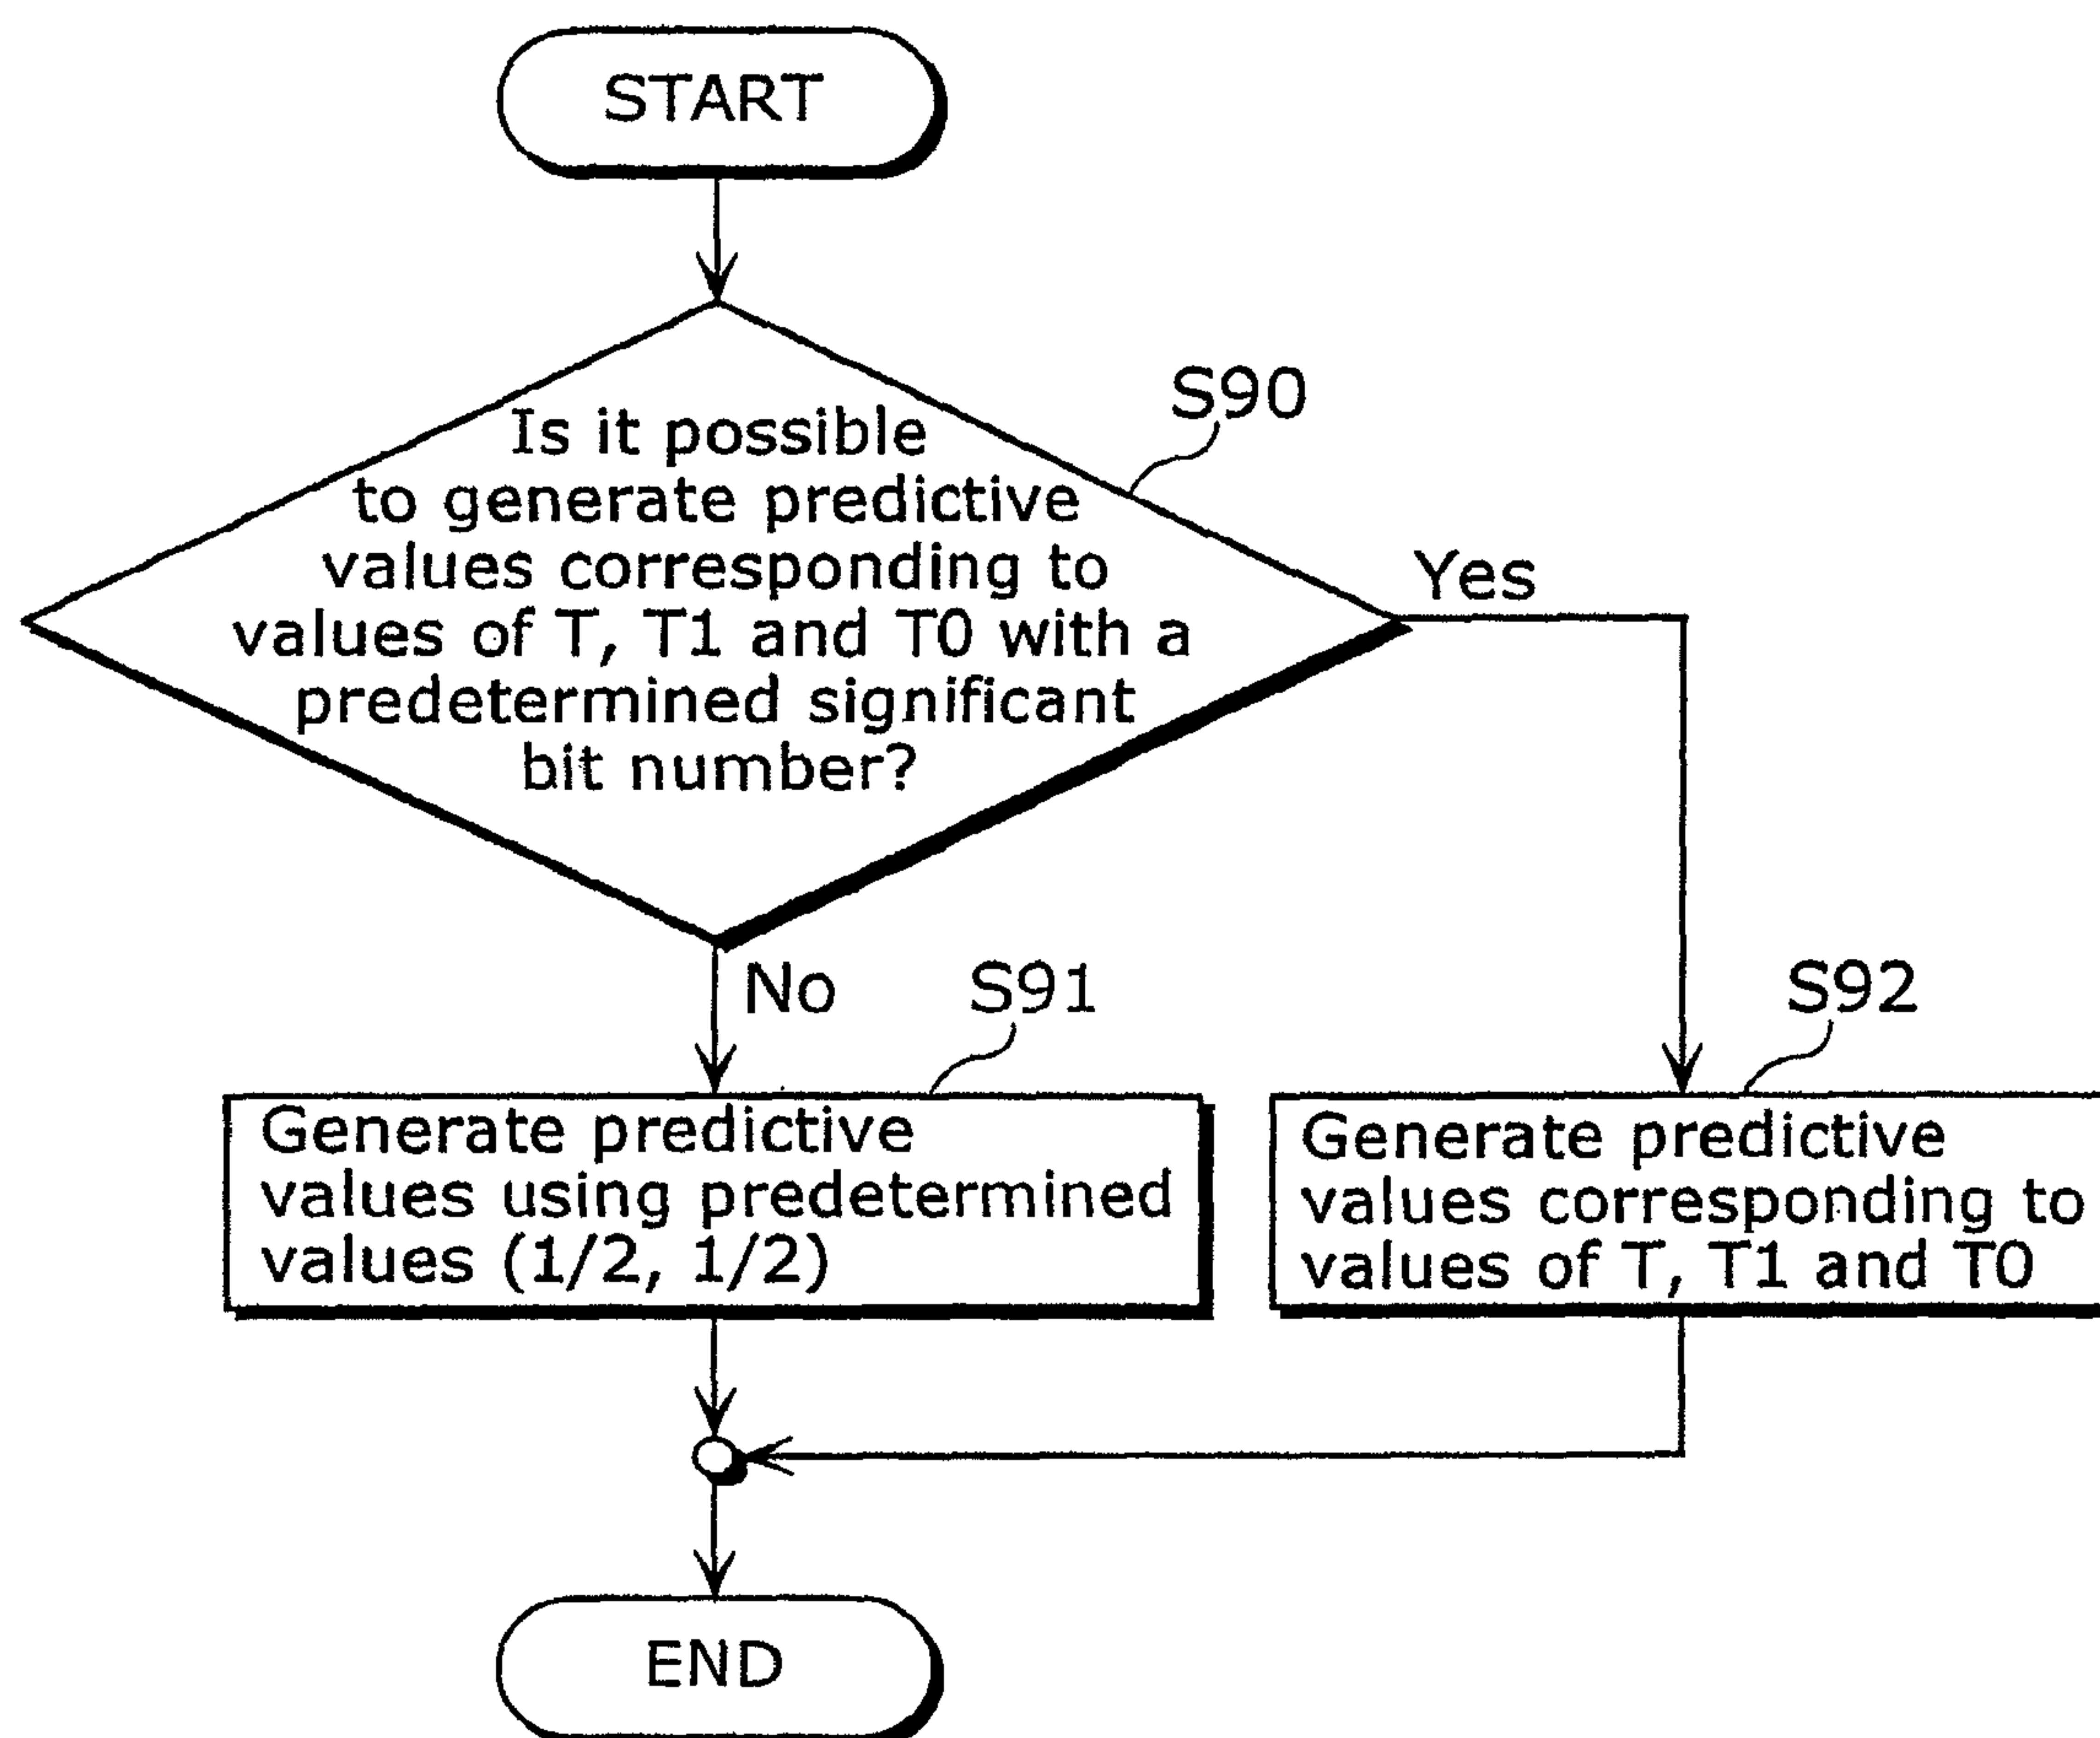 START
S90
Is it possible
to generate predictive
values corresponding to
values of T, T1 and T0 with a
predetermined significant
bit number?
Yes
No
S91
S92
Generate predictive
values using predetermined
values (1/2, 1/2)
Generate predictive
values corresponding to
values of T, T1 and T0
END